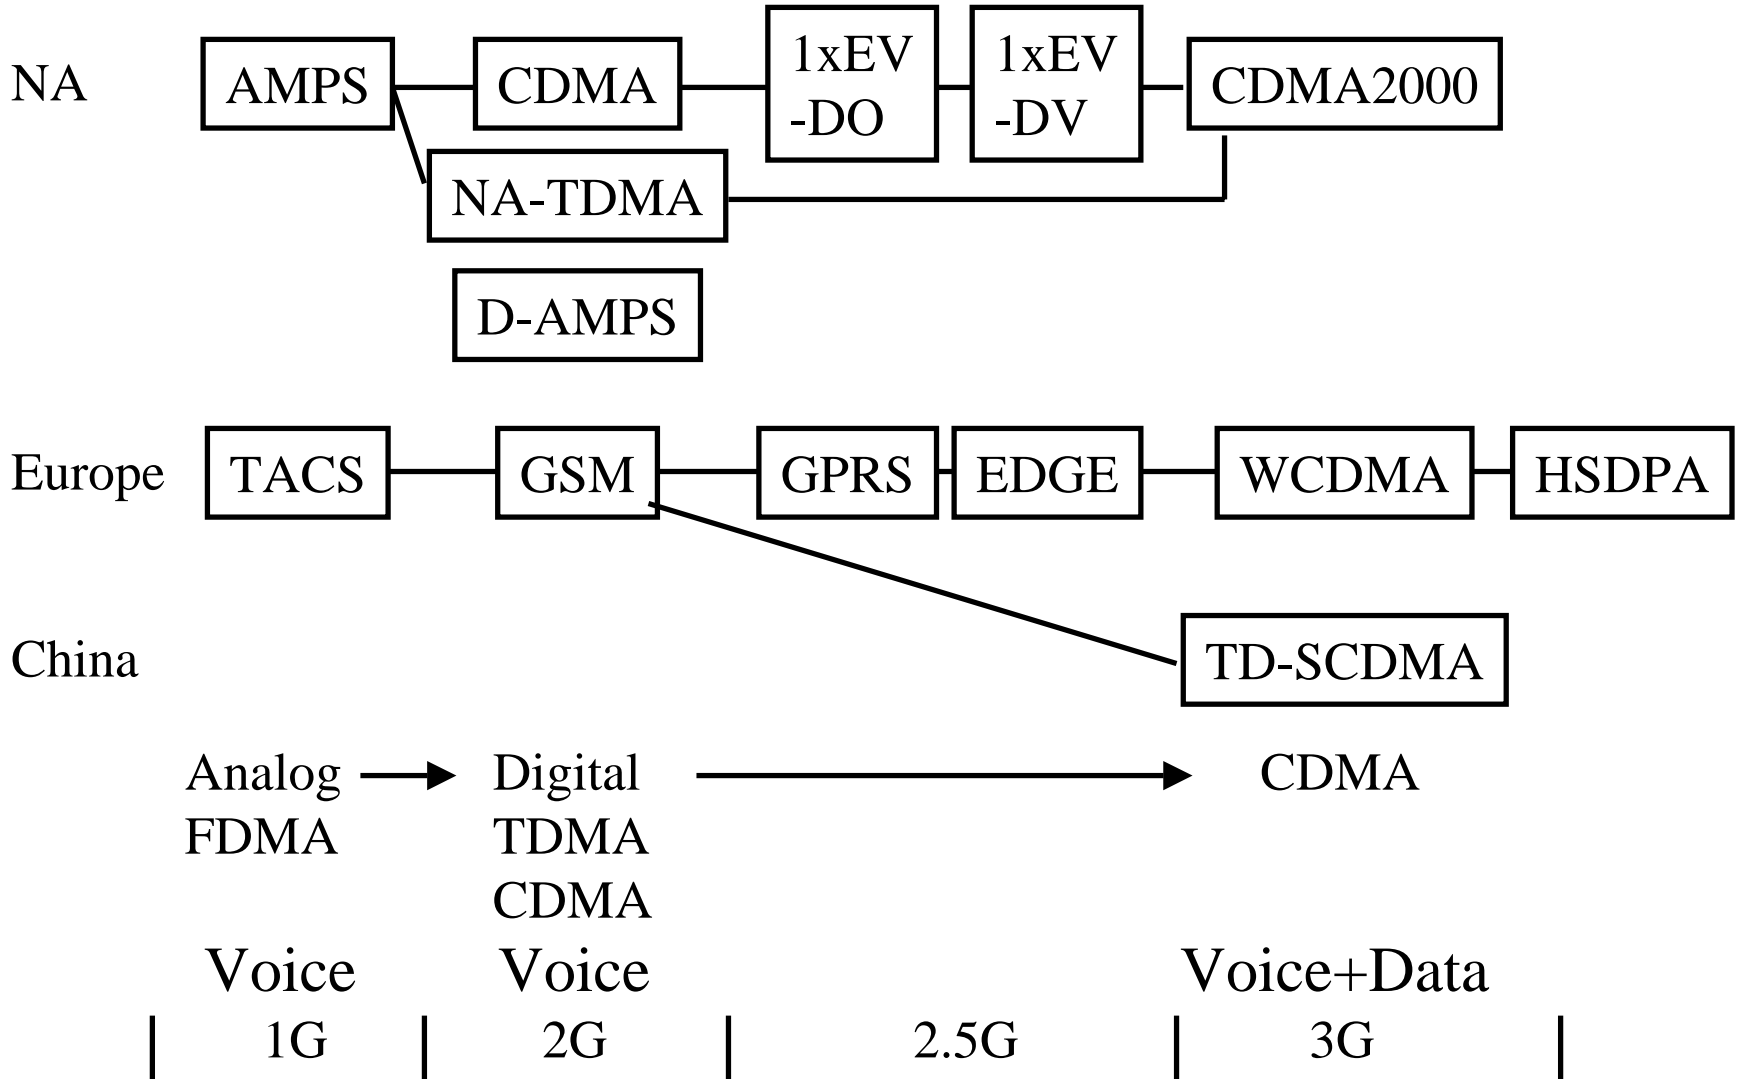 NA
AMPS
CDMA
1xEV
-DO
1xEV
-DV
CDMA2000
NA-TDMA
D-AMPS
Europe
TACS
GSM
GPRS
EDGE
WCDMA
HSDPA
China
TD-SCDMA
Analog
FDMA
Digital
TDMA
CDMA
CDMA
Voice
Voice
Voice+Data
1G
2G
2.5G
3G